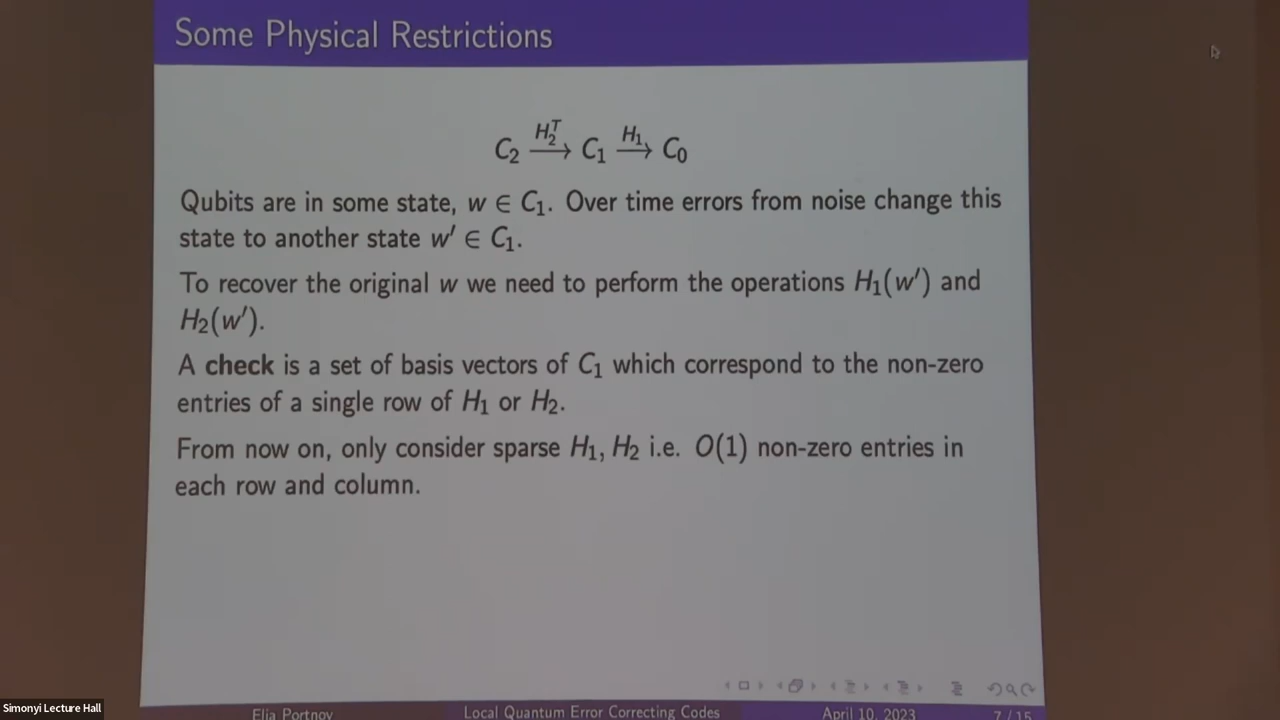 Some Physical Restrictions
C₂ —H₂ᵀ→ C₁ —H₁→ C₀
Qubits are in some state, w ∈ C₁. Over time errors from noise change this
state to another state w′ ∈ C₁.
To recover the original w we need to perform the operations H₁(w′) and
H₂(w′).
A check is a set of basis vectors of C₁ which correspond to the non-zero
entries of a single row of H₁ or H₂.
From now on, only consider sparse H₁, H₂ i.e. O(1) non-zero entries in
each row and column.
Simonyi Lecture Hall
Elia Portnoy Local Quantum Error Correcting Codes April 10, 2023 7 / 15